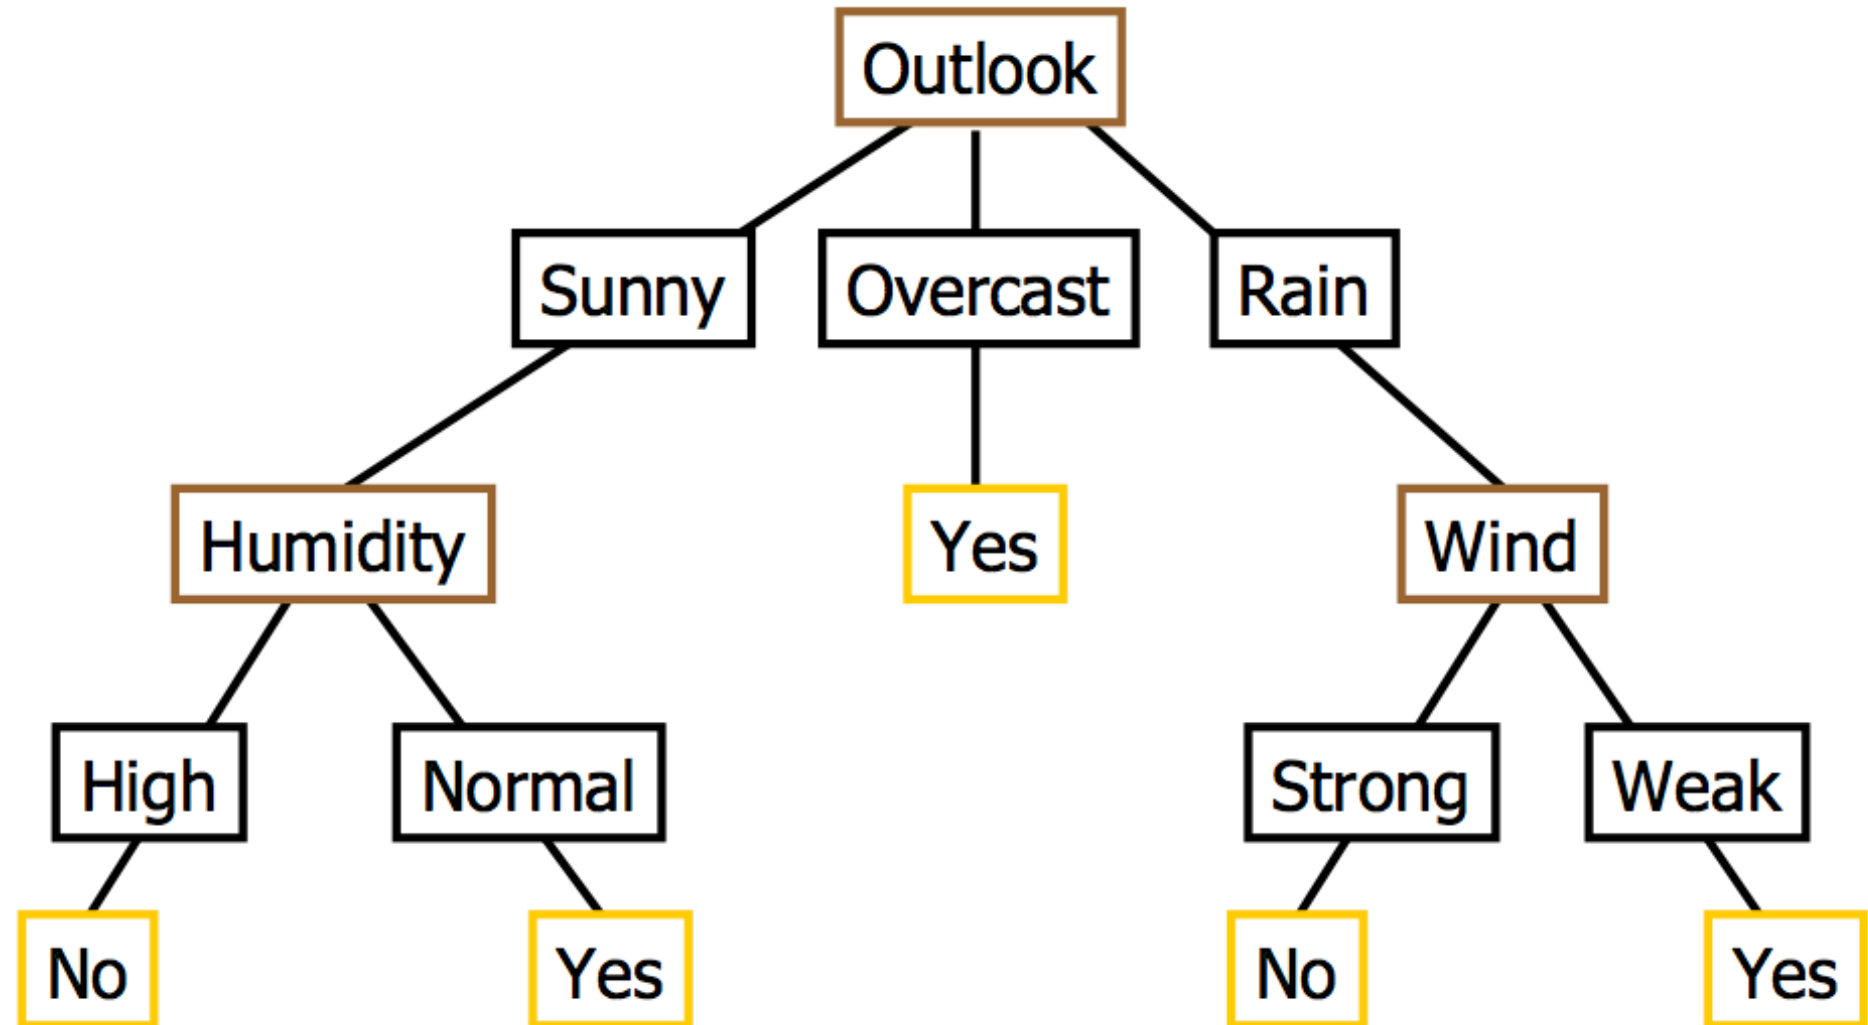 Outlook
Sunny Overcast Rain
Humidity Yes Wind
High Normal Strong Weak
No Yes No Yes